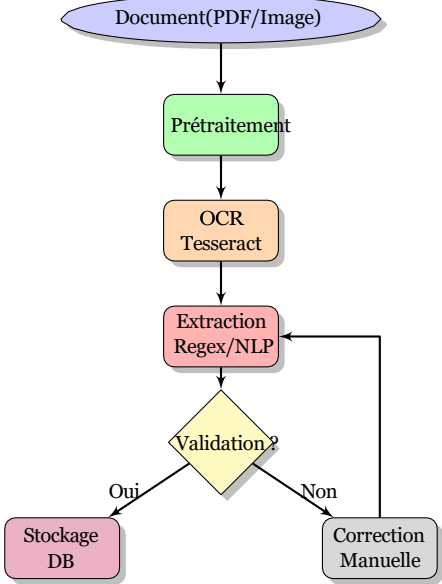 Document(PDF/Image)
Prétraitement
OCR
Tesseract
Extraction
Regex/NLP
Validation ?
Oui
Non
Stockage
DB
Correction
Manuelle